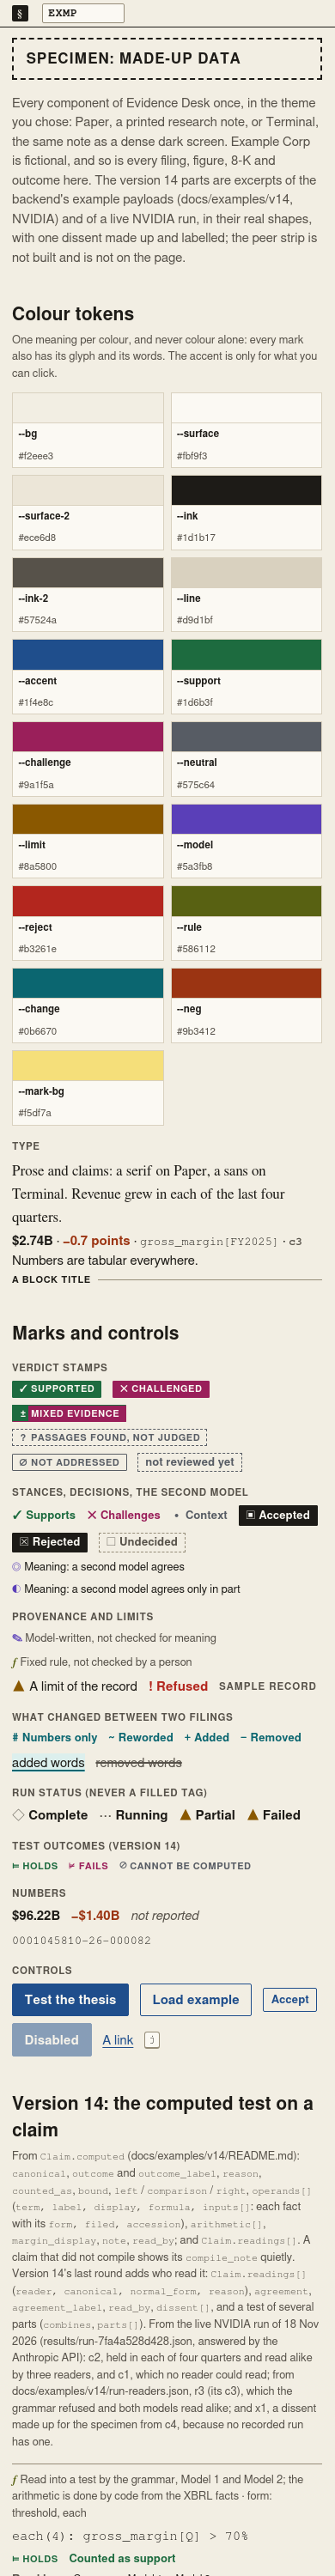 § EXMP
SPECIMEN: MADE-UP DATA
Every component of Evidence Desk once, in the theme
you chose: Paper, a printed research note, or Terminal,
the same note as a dense dark screen. Example Corp
is fictional, and so is every filing, figure, 8-K and
outcome here. The version 14 parts are excerpts of the
backend's example payloads (docs/examples/v14,
NVIDIA) and of a live NVIDIA run, in their real shapes,
with one dissent made up and labelled; the peer strip is
not built and is not on the page.
Colour tokens
One meaning per colour, and never colour alone: every mark
also has its glyph and its words. The accent is only for what you
can click.
--bg
#f2eee3
--surface
#fbf9f3
--surface-2
#ece6d8
--ink
#1d1b17
--ink-2
#57524a
--line
#d9d1bf
--accent
#1f4e8c
--support
#1d6b3f
--challenge
#9a1f5a
--neutral
#575c64
--limit
#8a5800
--model
#5a3fb8
--reject
#b3261e
--rule
#586112
--change
#0b6670
--neg
#9b3412
--mark-bg
#f5df7a
TYPE
Prose and claims: a serif on Paper, a sans on
Terminal. Revenue grew in each of the last four
quarters.
$2.74B · −0.7 points · gross_margin[FY2025] · c3
Numbers are tabular everywhere.
A BLOCK TITLE
Marks and controls
VERDICT STAMPS
✓ SUPPORTED ✕ CHALLENGED
± MIXED EVIDENCE
? PASSAGES FOUND, NOT JUDGED
∅ NOT ADDRESSED not reviewed yet
STANCES, DECISIONS, THE SECOND MODEL
✓ Supports ✕ Challenges • Context ▣ Accepted
☒ Rejected ☐ Undecided
◎ Meaning: a second model agrees
◐ Meaning: a second model agrees only in part
PROVENANCE AND LIMITS
✎ Model-written, not checked for meaning
ƒ Fixed rule, not checked by a person
▲ A limit of the record ! Refused SAMPLE RECORD
WHAT CHANGED BETWEEN TWO FILINGS
# Numbers only ~ Reworded + Added − Removed
added words removed words
RUN STATUS (NEVER A FILLED TAG)
◇ Complete ··· Running ▲ Partial ▲ Failed
TEST OUTCOMES (VERSION 14)
⊨ HOLDS ⊭ FAILS ⊘ CANNOT BE COMPUTED
NUMBERS
$96.22B −$1.40B not reported
0001045810-26-000082
CONTROLS
Test the thesis Load example Accept
Disabled A link j
Version 14: the computed test on a
claim
From Claim.computed (docs/examples/v14/README.md):
canonical, outcome and outcome_label, reason,
counted_as, bound, left / comparison / right, operands[]
(term, label, display, formula, inputs[]: each fact
with its form, filed, accession), arithmetic[],
margin_display, note, read_by; and Claim.readings[]. A
claim that did not compile shows its compile_note quietly.
Version 14's last round adds who read it: Claim.readings[]
(reader, canonical, normal_form, reason), agreement,
agreement_label, read_by, dissent[], and a test of several
parts (combines, parts[]). From the live NVIDIA run of 18 Nov
2026 (results/run-7fa4a528d428.json, answered by the
Anthropic API): c2, held in each of four quarters and read alike
by three readers, and c1, which no reader could read; from
docs/examples/v14/run-readers.json, r3 (its c3), which the
grammar refused and both models read alike; and x1, a dissent
made up for the specimen from c4, because no recorded run
has one.
ƒ Read into a test by the grammar, Model 1 and Model 2; the
arithmetic is done by code from the XBRL facts · form:
threshold, each
each(4): gross_margin[Q] > 70%
⊨ HOLDS Counted as support